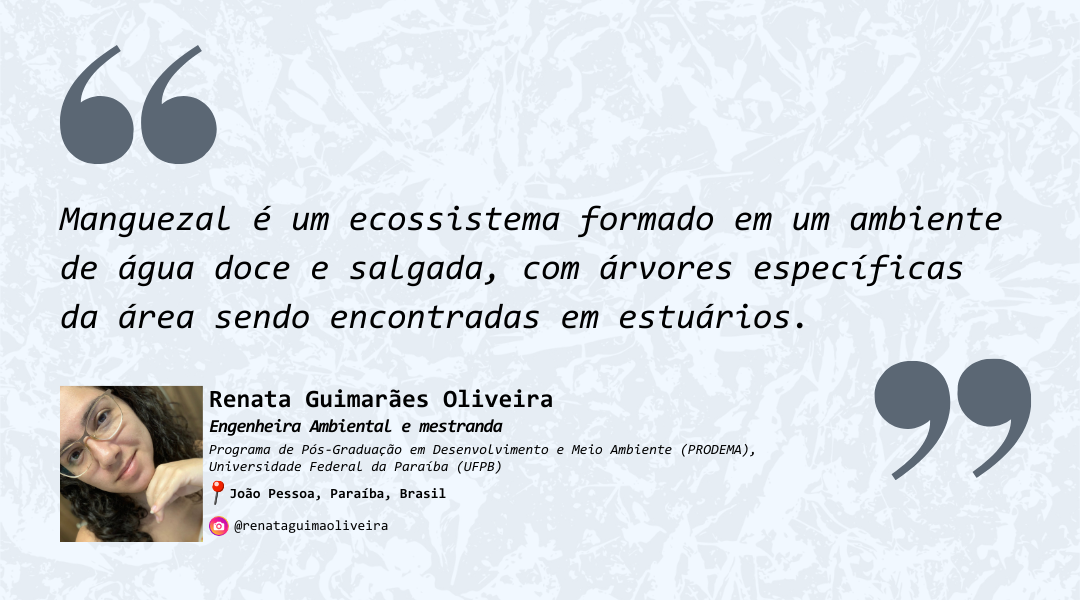 Manguezal é um ecossistema formado em um ambiente
de água doce e salgada, com árvores específicas
da área sendo encontradas em estuários.
Renata Guimarães Oliveira
Engenheira Ambiental e mestranda
Programa de Pós-Graduação em Desenvolvimento e Meio Ambiente (PRODEMA),
Universidade Federal da Paraíba (UFPB)
João Pessoa, Paraíba, Brasil
@renataguimaoliveira